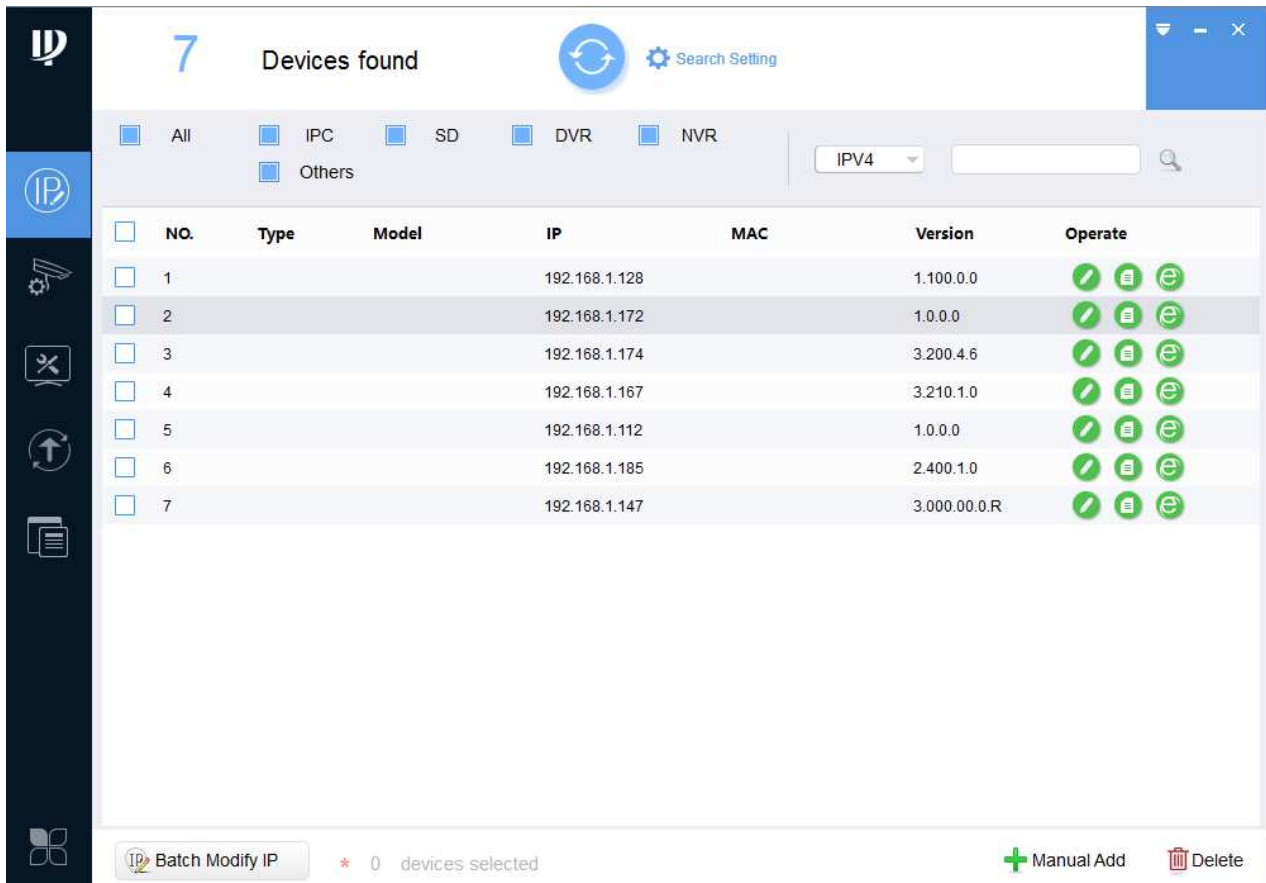 7 Devices found Search Setting
All IPC SD DVR NVR
Others
IPV4
NO. Type Model IP MAC Version Operate
1 192.168.1.128 1.100.0.0
2 192.168.1.172 1.0.0.0
3 192.168.1.174 3.200.4.6
4 192.168.1.167 3.210.1.0
5 192.168.1.112 1.0.0.0
6 192.168.1.185 2.400.1.0
7 192.168.1.147 3.000.00.0.R
IP Batch Modify IP * 0 devices selected Manual Add Delete